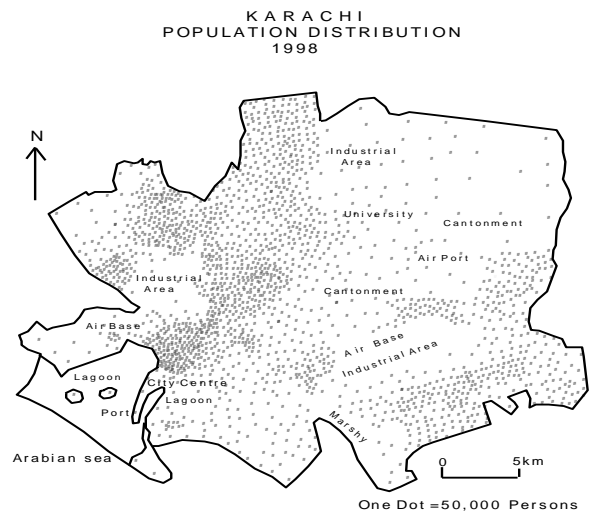 KARACHI
POPULATION DISTRIBUTION
1998
N
Industrial
Area
University
Cantonment
Air Port
Industrial
Area
Cantonment
Air Base
Air Base
Industrial Area
Lagoon
City Centre
Lagoon
Port
Marshy
Arabian sea
0 5km
One Dot =50,000 Persons